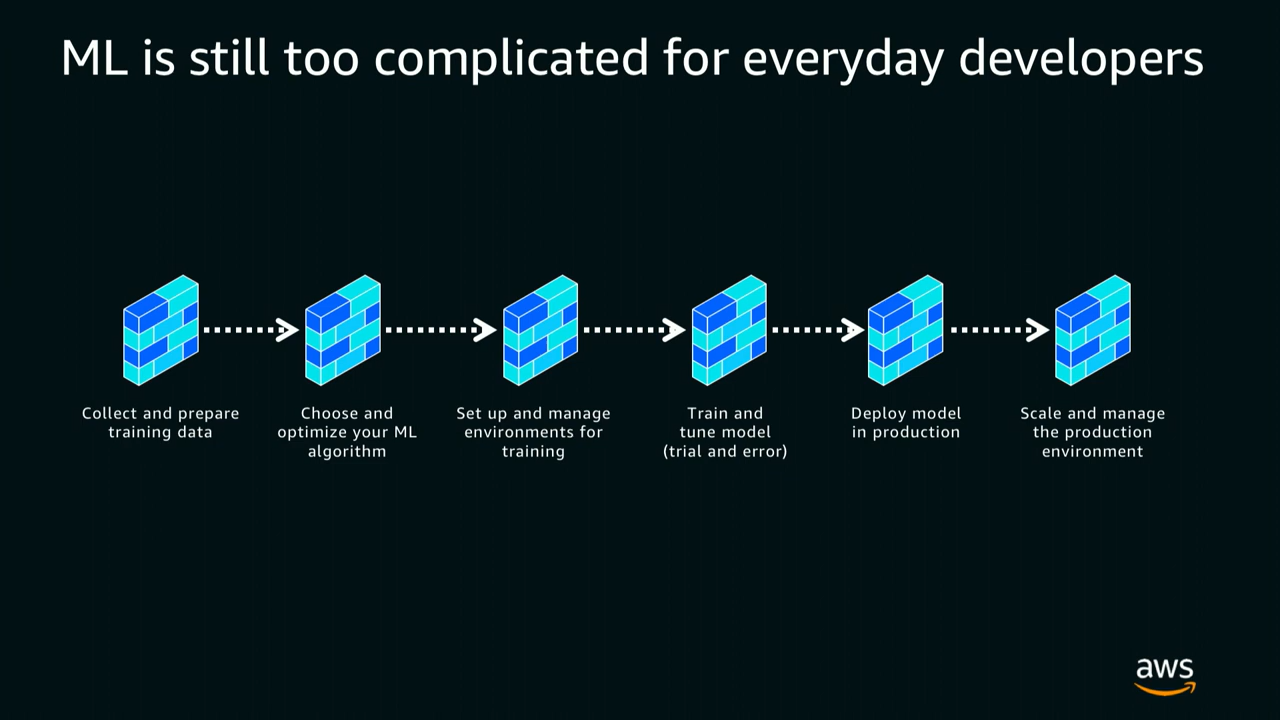 ML is still too complicated for everyday developers
Collect and prepare
training data
Choose and
optimize your ML
algorithm
Set up and manage
environments for
training
Train and
tune model
(trial and error)
Deploy model
in production
Scale and manage
the production
environment
aws